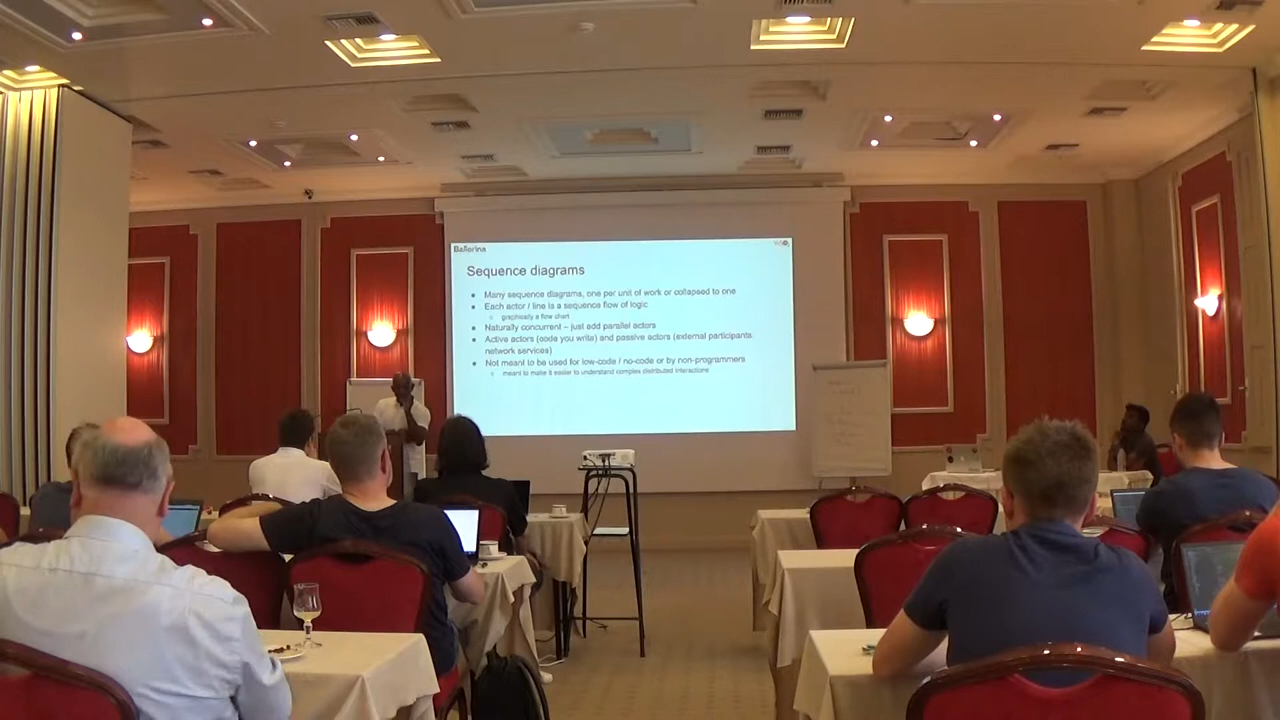 Ballerina
Sequence diagrams
Many sequence diagrams, one per unit of work or collapsed to one
Each actor / line is a sequence flow of logic
graphically a flow chart
Naturally concurrent – just add parallel actors
Active actors (code you write) and passive actors (external participants
network services)
Not meant to be used for low-code / no-code or by non-programmers
meant to make it easier to understand complex distributed interactions